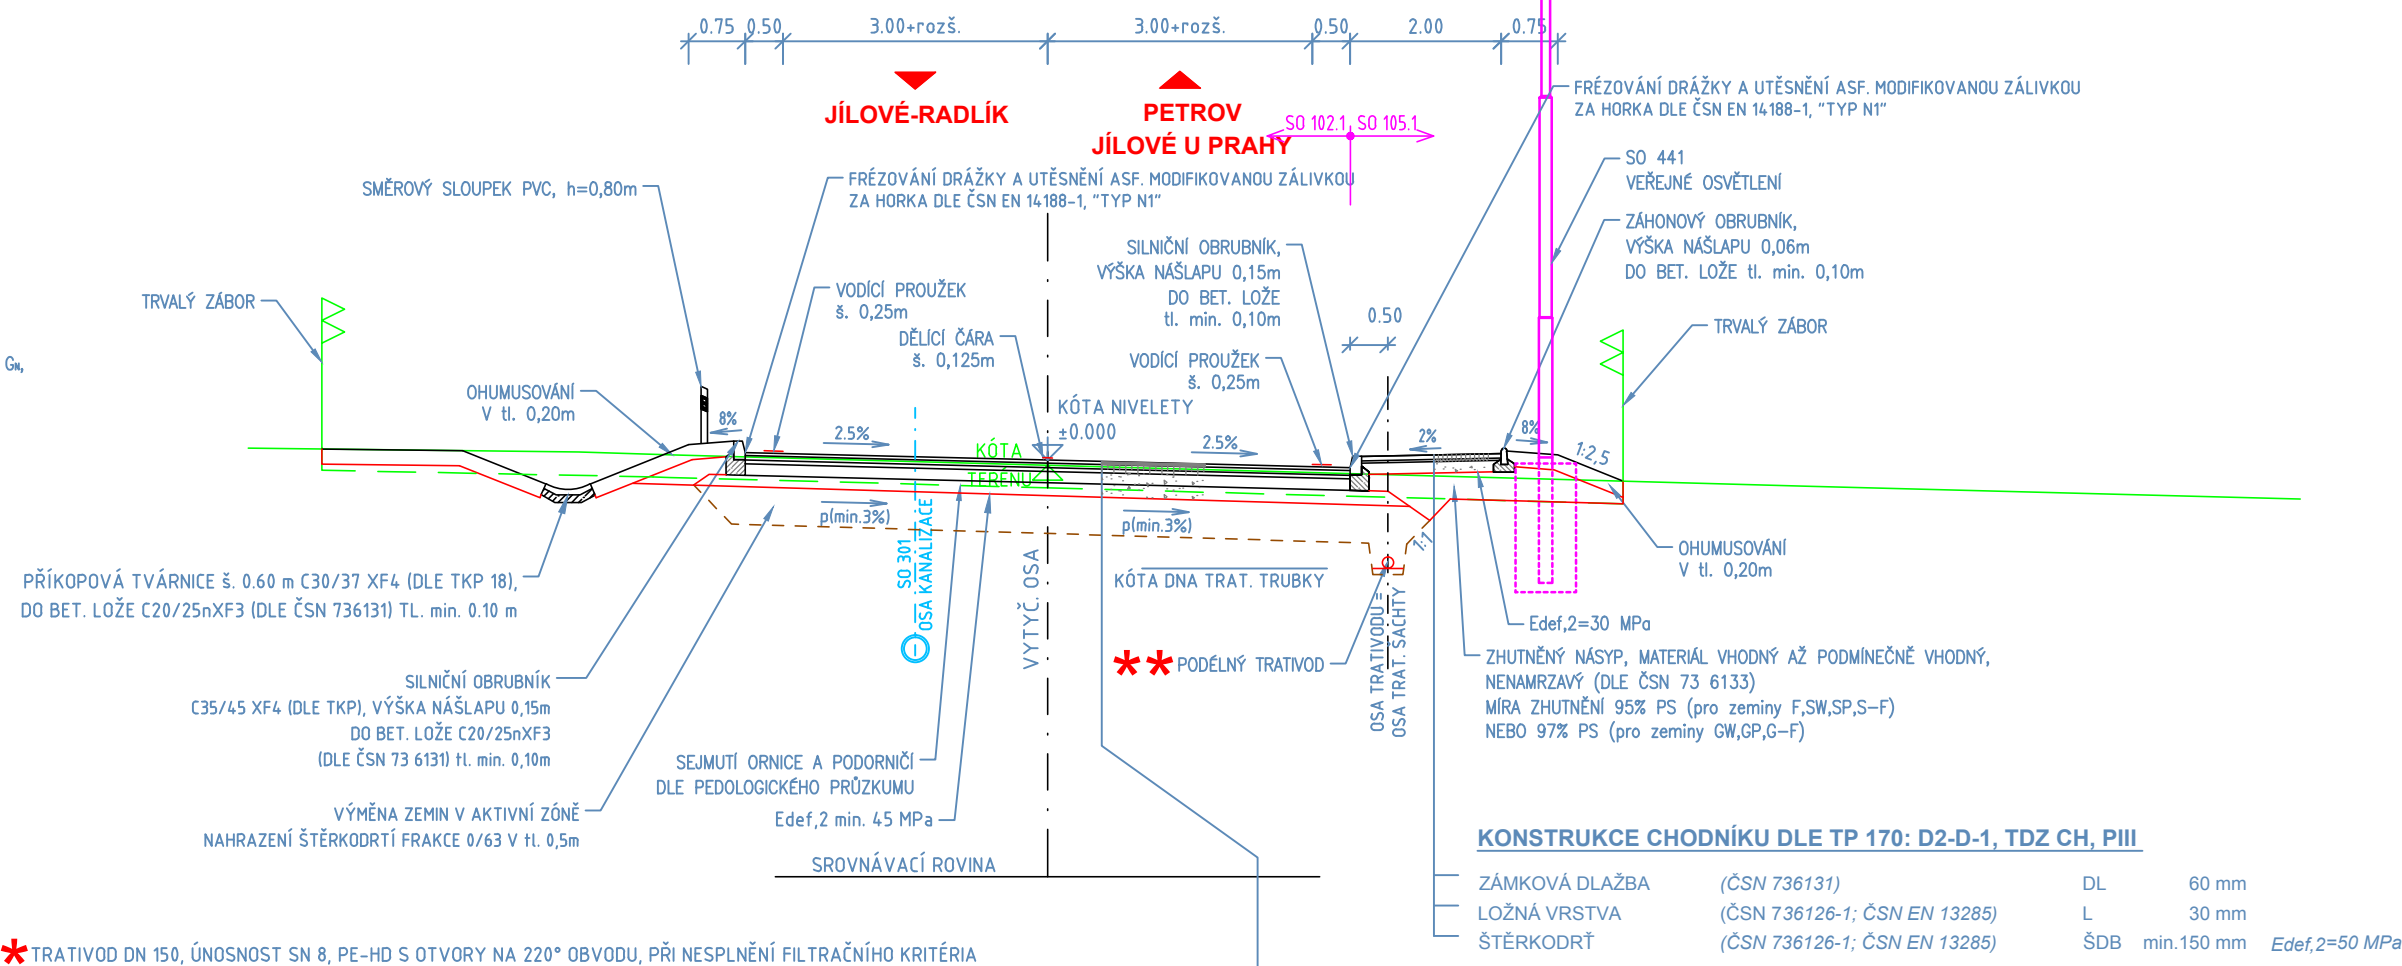 0.75 0.50 3.00+rozš. 3.00+rozš. 0.50 2.00 0.75
JÍLOVÉ-RADLÍK
PETROV
JÍLOVÉ U PRAHY
SO 102.1 SO 105.1
FRÉZOVÁNÍ DRÁŽKY A UTĚSNĚNÍ ASF. MODIFIKOVANOU ZÁLIVKOU
ZA HORKA DLE ČSN EN 14188-1, "TYP N1"
SO 441
VEŘEJNÉ OSVĚTLENÍ
ZÁHONOVÝ OBRUBNÍK,
VÝŠKA NÁŠLAPU 0,06m
DO BET. LOŽE tl. min. 0,10m
SMĚROVÝ SLOUPEK PVC, h=0,80m
FRÉZOVÁNÍ DRÁŽKY A UTĚSNĚNÍ ASF. MODIFIKOVANOU ZÁLIVKOU
ZA HORKA DLE ČSN EN 14188-1, "TYP N1"
SILNIČNÍ OBRUBNÍK,
VÝŠKA NÁŠLAPU 0,15m
DO BET. LOŽE
tl. min. 0,10m
0.50
TRVALÝ ZÁBOR
VODÍCÍ PROUŽEK
š. 0,25m
DĚLÍCÍ ČÁRA
š. 0,125m
VODÍCÍ PROUŽEK
š. 0,25m
TRVALÝ ZÁBOR
OHUMUSOVÁNÍ
V tl. 0,20m
KÓTA NIVELETY
±0.000
8%
2.5%
KÓTA
TERÉNU
2.5%
2%
8%
1:2,5
p(min.3%)
p(min.3%)
1:1
SO 301
OSA KANALIZACE
VYTYČ. OSA
KÓTA DNA TRAT. TRUBKY
OSA TRATIVODU =
OSA TRAT. ŠACHTY
OHUMUSOVÁNÍ
V tl. 0,20m
PŘÍKOPOVÁ TVÁRNICE š. 0.60 m C30/37 XF4 (DLE TKP 18),
DO BET. LOŽE C20/25nXF3 (DLE ČSN 736131) TL. min. 0.10 m
Edef,2=30 MPa
** PODÉLNÝ TRATIVOD
ZHUTNĚNÝ NÁSYP, MATERIÁL VHODNÝ AŽ PODMÍNEČNĚ VHODNÝ,
NENAMRZAVÝ (DLE ČSN 73 6133)
MÍRA ZHUTNĚNÍ 95% PS (pro zeminy F,SW,SP,S-F)
NEBO 97% PS (pro zeminy GW,GP,G-F)
SILNIČNÍ OBRUBNÍK
C35/45 XF4 (DLE TKP), VÝŠKA NÁŠLAPU 0,15m
DO BET. LOŽE C20/25nXF3
(DLE ČSN 73 6131) tl. min. 0,10m
SEJMUTÍ ORNICE A PODORNIČÍ
DLE PEDOLOGICKÉHO PRŮZKUMU
Edef,2 min. 45 MPa
VÝMĚNA ZEMIN V AKTIVNÍ ZÓNĚ
NAHRAZENÍ ŠTĚRKODRTÍ FRAKCE 0/63 V tl. 0,5m
SROVNÁVACÍ ROVINA
KONSTRUKCE CHODNÍKU DLE TP 170: D2-D-1, TDZ CH, PIII
ZÁMKOVÁ DLAŽBA (ČSN 736131) DL 60 mm
LOŽNÁ VRSTVA (ČSN 736126-1; ČSN EN 13285) L 30 mm
ŠTĚRKODRŤ (ČSN 736126-1; ČSN EN 13285) ŠDB min.150 mm Edef,2=50 MPa
* TRATIVOD DN 150, ÚNOSNOST SN 8, PE-HD S OTVORY NA 220° OBVODU, PŘI NESPLNĚNÍ FILTRAČNÍHO KRITÉRIA